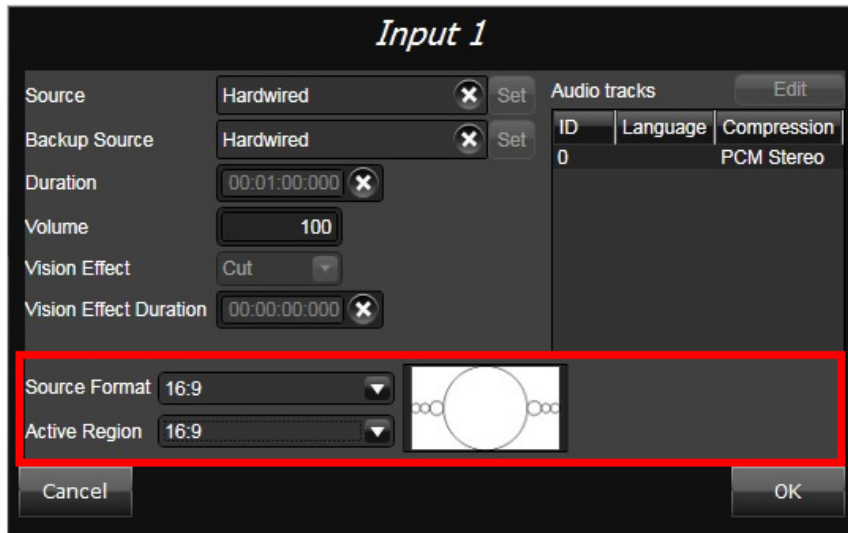 Input 1
Source Hardwired Set
Backup Source Hardwired Set
Duration 00:01:00:000
Volume 100
Vision Effect Cut
Vision Effect Duration 00:00:00:000
Audio tracks Edit
ID Language Compression
0 PCM Stereo
Source Format 16:9
Active Region 16:9
Cancel OK